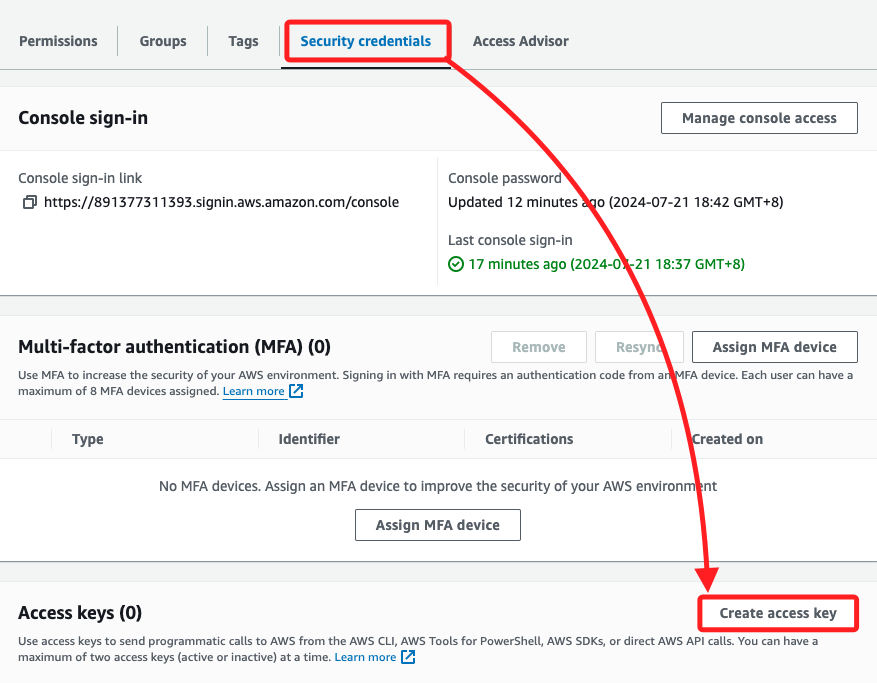 Permissions Groups Tags Security credentials Access Advisor
Console sign-in Manage console access
Console sign-in link Console password
https://891377311393.signin.aws.amazon.com/console Updated 12 minutes ago (2024-07-21 18:42 GMT+8)
Last console sign-in
17 minutes ago (2024-07-21 18:37 GMT+8)
Multi-factor authentication (MFA) (0) Remove Resync Assign MFA device
Use MFA to increase the security of your AWS environment. Signing in with MFA requires an authentication code from an MFA device. Each user can have a
maximum of 8 MFA devices assigned. Learn more
Type Identifier Certifications Created on
No MFA devices. Assign an MFA device to improve the security of your AWS environment
Assign MFA device
Access keys (0) Create access key
Use access keys to send programmatic calls to AWS from the AWS CLI, AWS Tools for PowerShell, AWS SDKs, or direct AWS API calls. You can have a
maximum of two access keys (active or inactive) at a time. Learn more